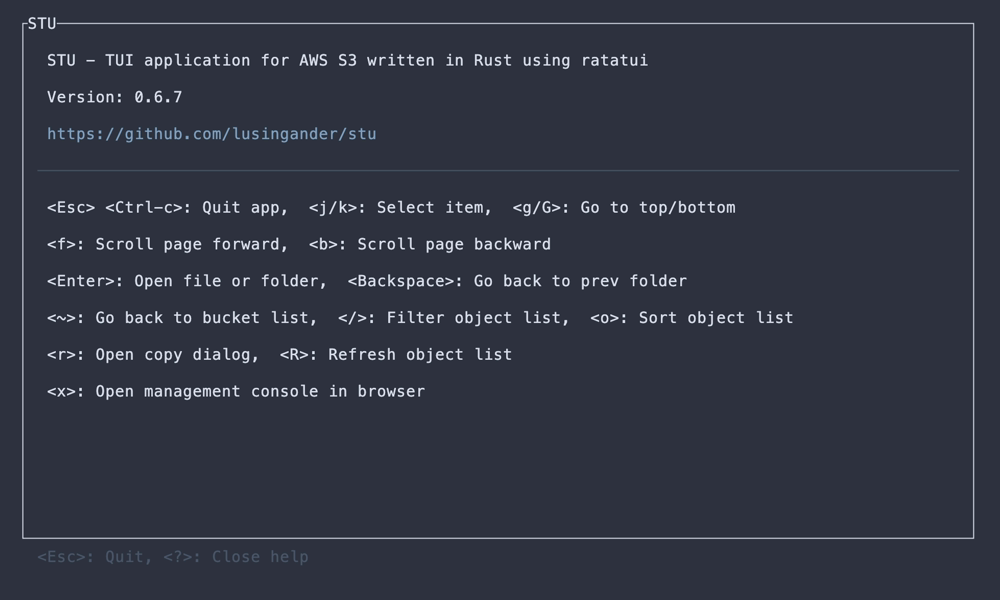 STU
STU - TUI application for AWS S3 written in Rust using ratatui
Version: 0.6.7
https://github.com/lusingander/stu
<Esc> <Ctrl-c>: Quit app,  <j/k>: Select item,  <g/G>: Go to top/bottom
<f>: Scroll page forward,  <b>: Scroll page backward
<Enter>: Open file or folder,  <Backspace>: Go back to prev folder
<~>: Go back to bucket list,  </>: Filter object list,  <o>: Sort object list
<r>: Open copy dialog,  <R>: Refresh object list
<x>: Open management console in browser
<Esc>: Quit, <?>: Close help